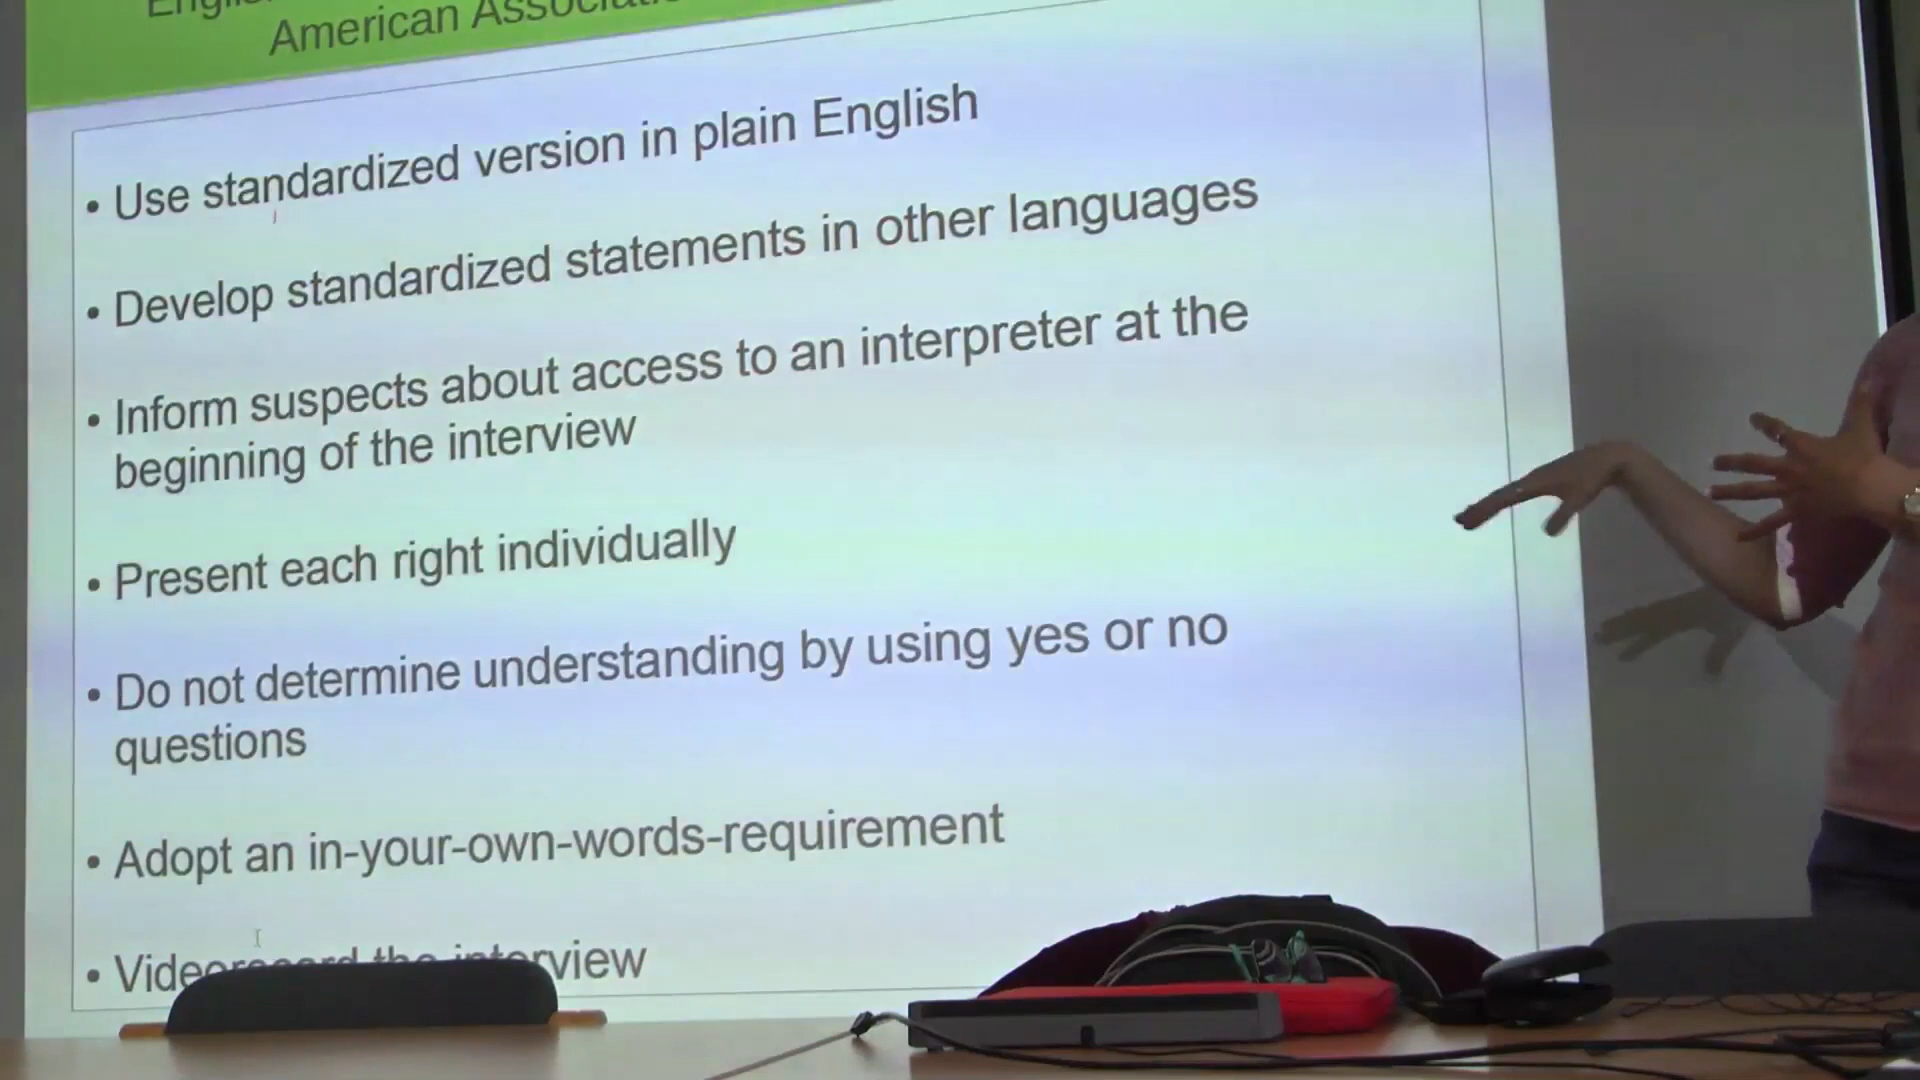 American
• Use standardized version in plain English
• Develop standardized statements in other languages
• Inform suspects about access to an interpreter at the
beginning of the interview
• Present each right individually
• Do not determine understanding by using yes or no
questions
• Adopt an in-your-own-words-requirement
• Videorecord the interview